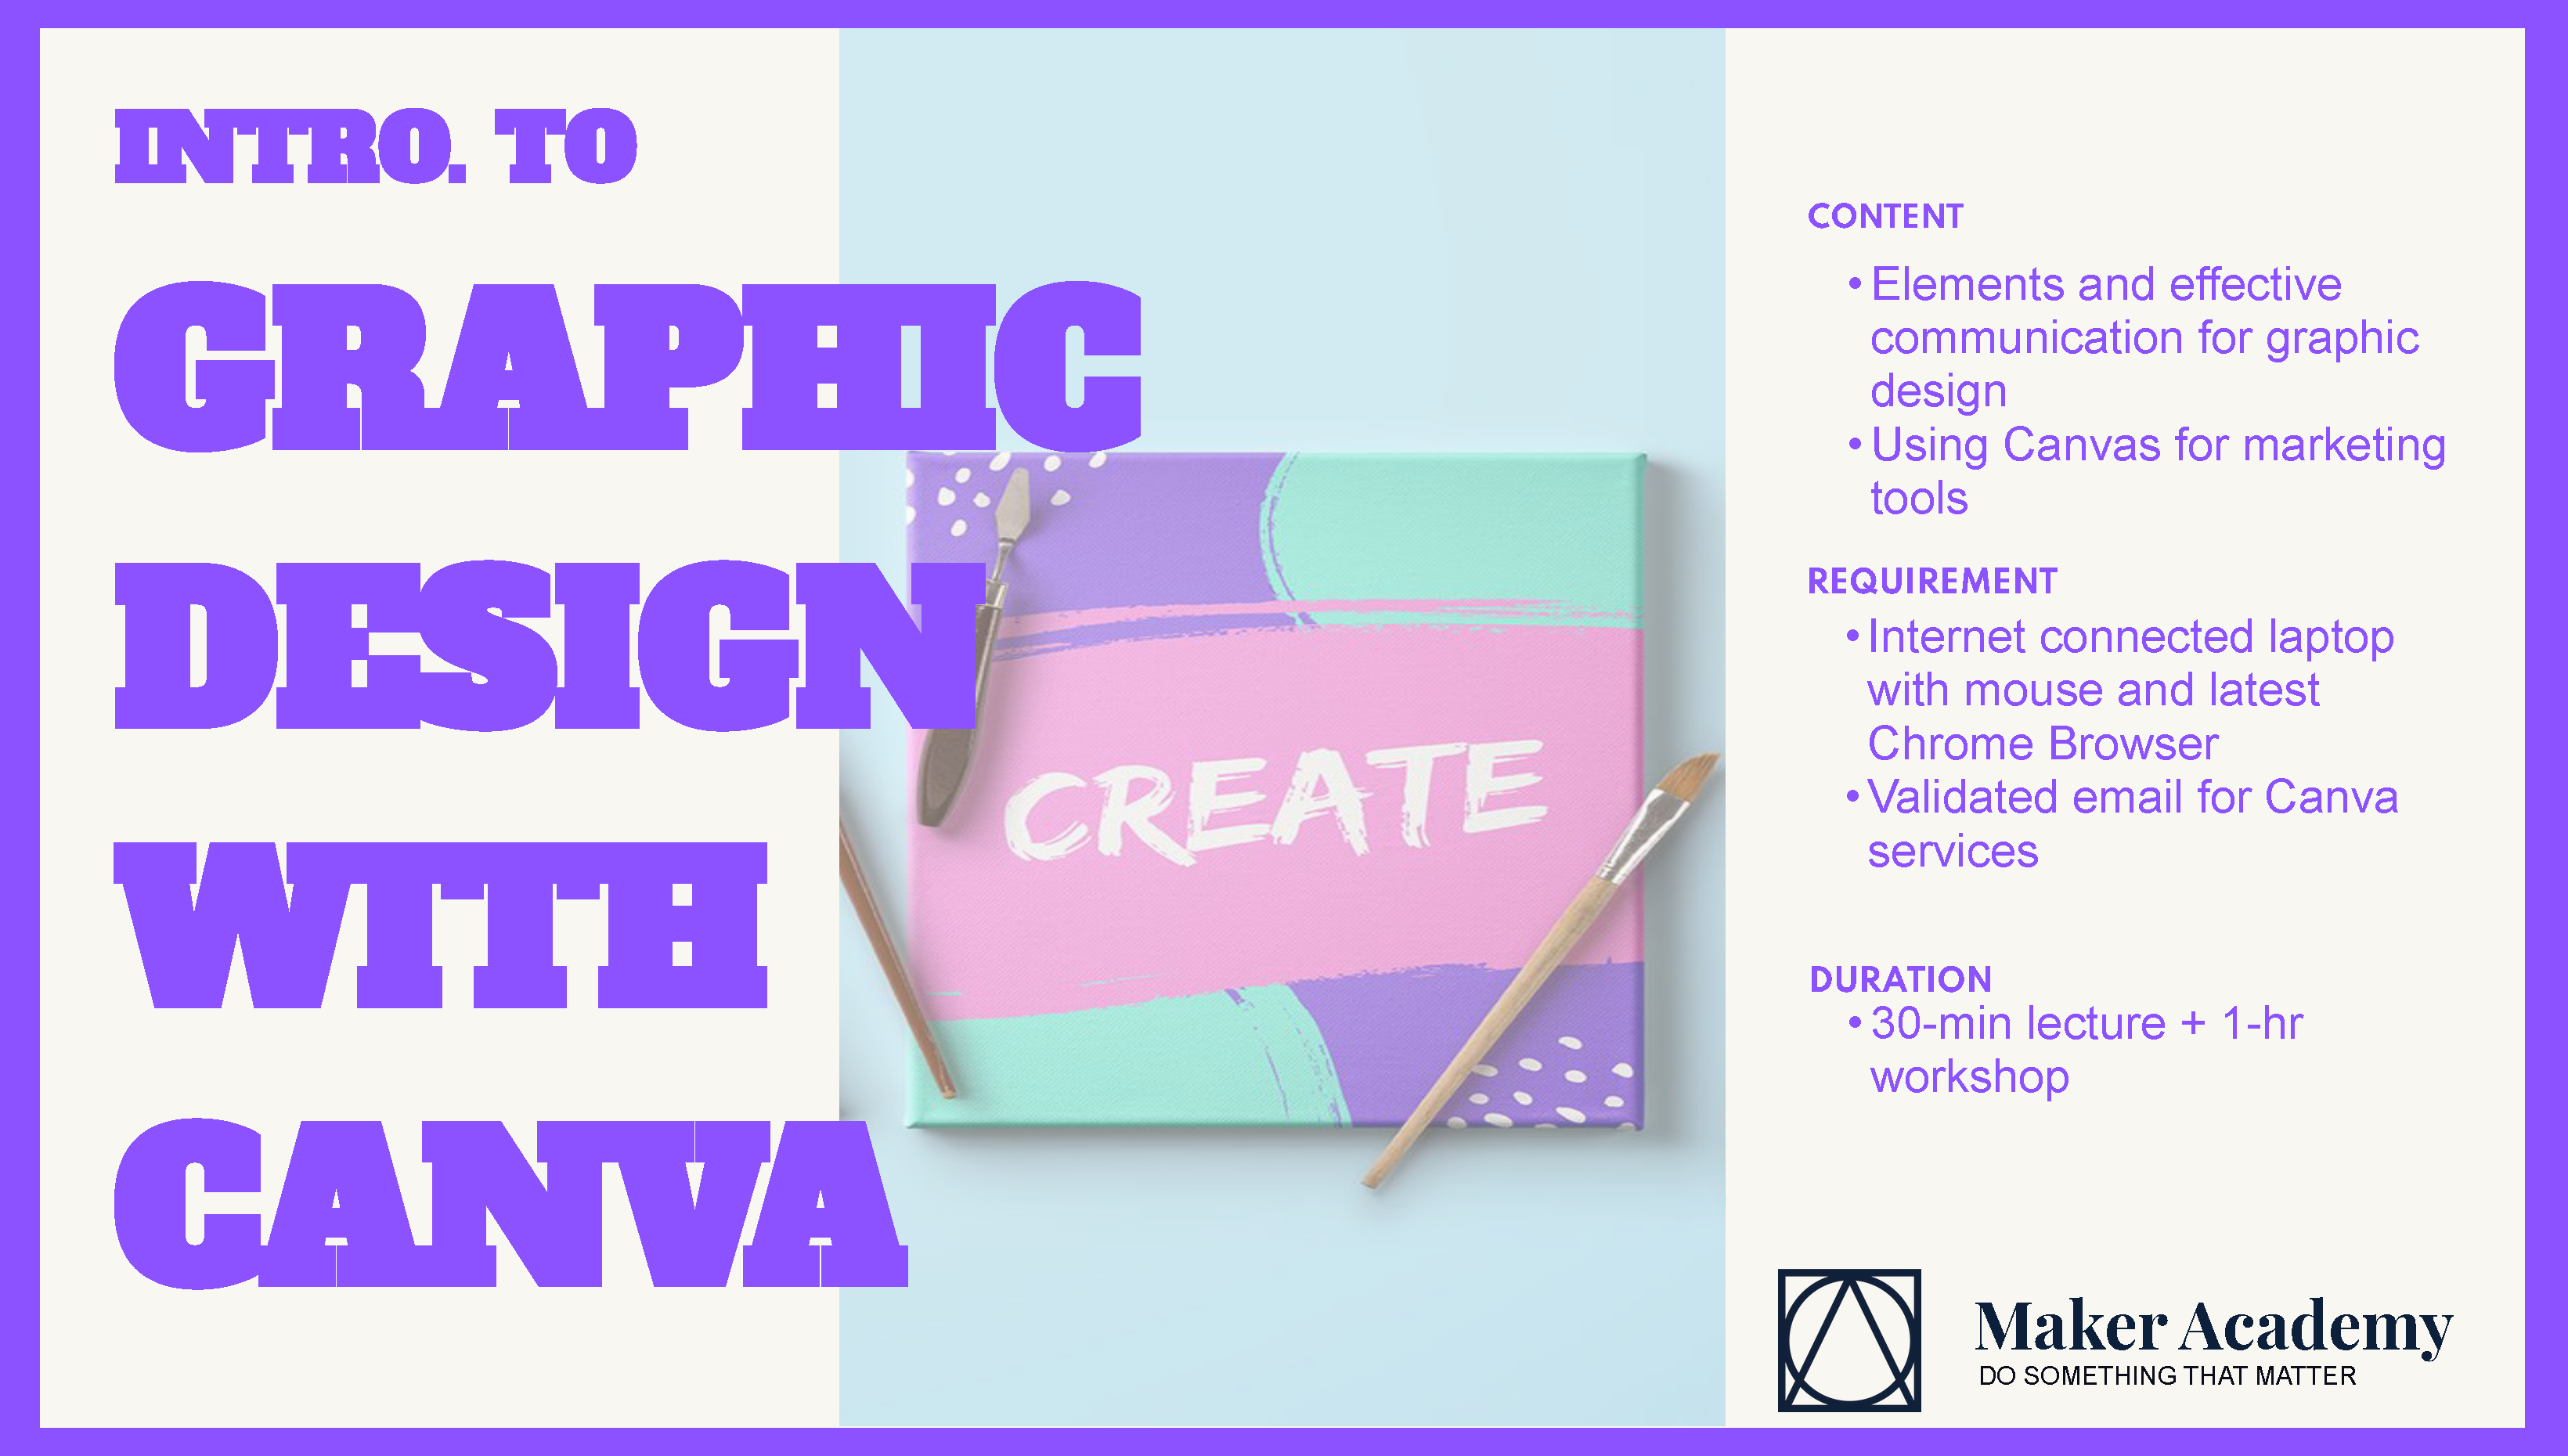 INTRO. TO
GRAPHIC
DESIGN
WITH
CANVA
CREATE
CONTENT
• Elements and effective
communication for graphic
design
• Using Canvas for marketing
tools
REQUIREMENT
• Internet connected laptop
with mouse and latest
Chrome Browser
• Validated email for Canva
services
DURATION
• 30-min lecture + 1-hr
workshop
Maker Academy
DO SOMETHING THAT MATTER